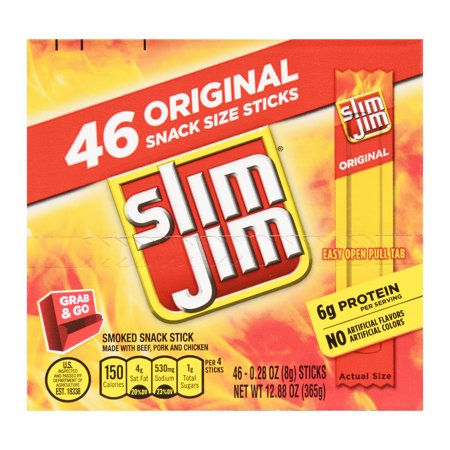 46 ORIGINAL
SNACK SIZE STICKS
slim
Jim
®
slim
Jim
ORIGINAL
EASY OPEN PULL TAB
6g PROTEIN
PER SERVING
NO ARTIFICIAL FLAVORS
ARTIFICIAL COLORS
GRAB
& GO
SMOKED SNACK STICK
MADE WITH BEEF, PORK AND CHICKEN
U.S.
INSPECTED
AND PASSED BY
DEPARTMENT OF
AGRICULTURE
EST. 18336
150
Calories
4g
Sat. Fat
20% DV
530mg
Sodium
23% DV
1g
Total
Sugars
PER 4
STICKS
46 - 0.28 OZ (8g) STICKS
NET WT 12.88 OZ (365g)
Actual Size